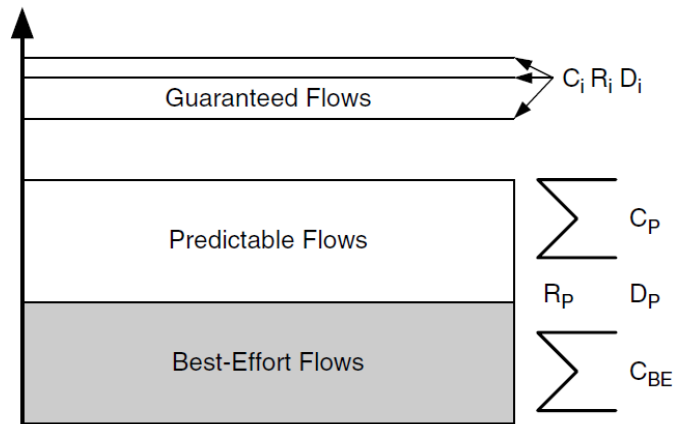 Guaranteed Flows
Ci Ri Di
Predictable Flows
CP
RP DP
Best-Effort Flows
CBE